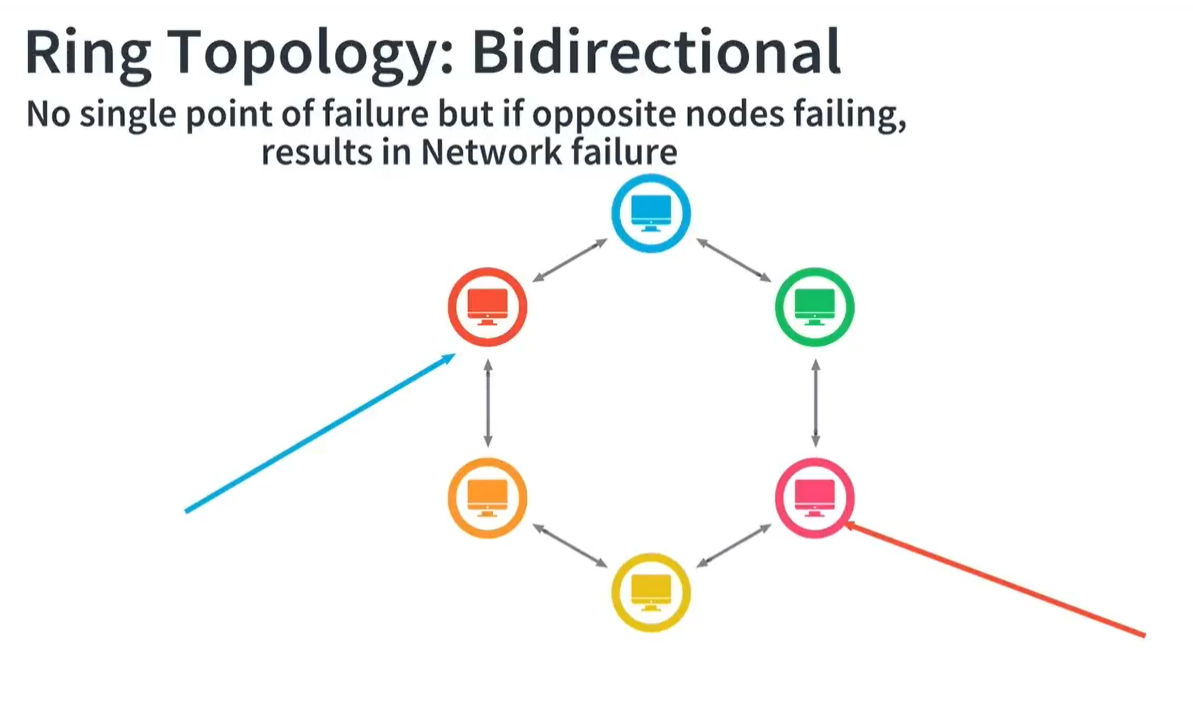 Ring Topology: Bidirectional
No single point of failure but if opposite nodes failing,
results in Network failure